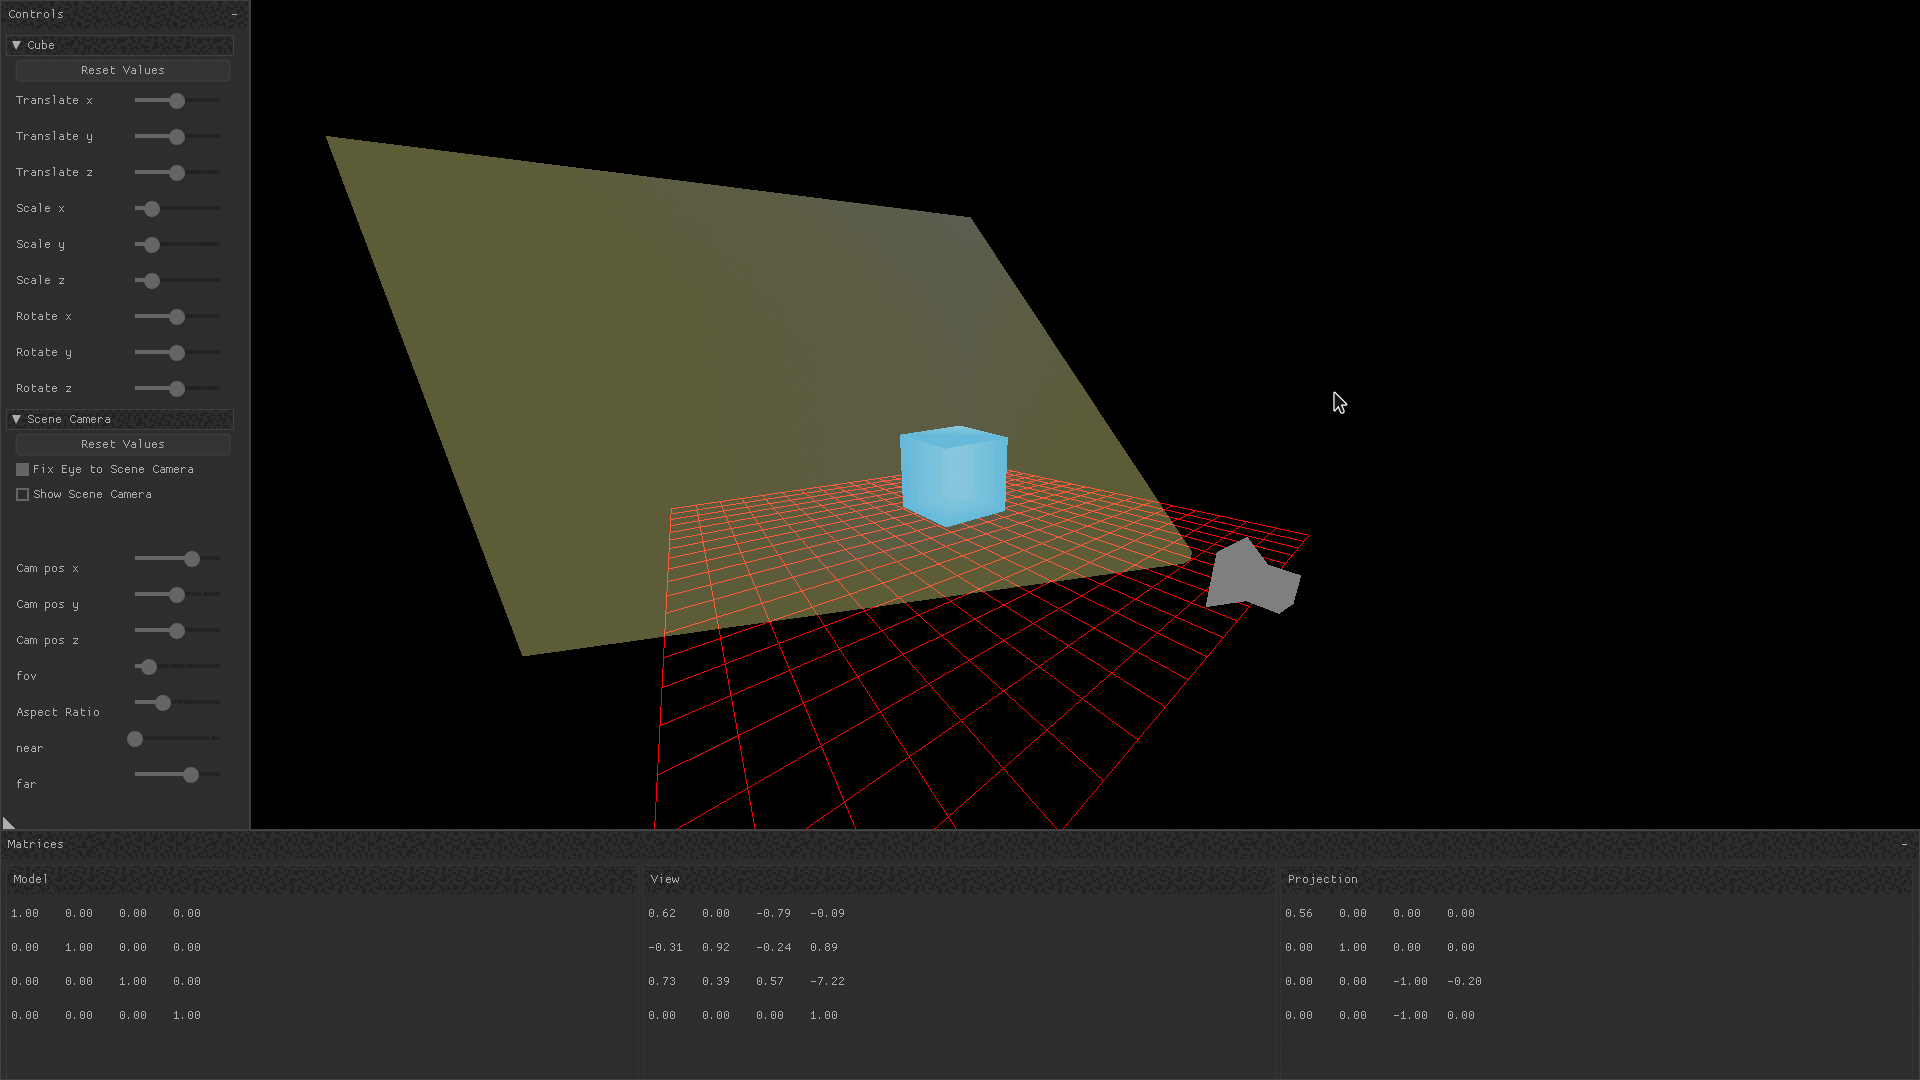 Controls
Cube
Reset Values
Translate x
Translate y
Translate z
Scale x
Scale y
Scale z
Rotate x
Rotate y
Rotate z
Scene Camera
Reset Values
Fix Eye to Scene Camera
Show Scene Camera
Cam pos x
Cam pos y
Cam pos z
fov
Aspect Ratio
near
far
Matrices
Model
1.00 0.00 0.00 0.00
0.00 1.00 0.00 0.00
0.00 0.00 1.00 0.00
0.00 0.00 0.00 1.00
View
0.62 0.00 -0.79 -0.09
-0.31 0.92 -0.24 0.89
0.73 0.39 0.57 -7.22
0.00 0.00 0.00 1.00
Projection
0.56 0.00 0.00 0.00
0.00 1.00 0.00 0.00
0.00 0.00 -1.00 -0.20
0.00 0.00 -1.00 0.00